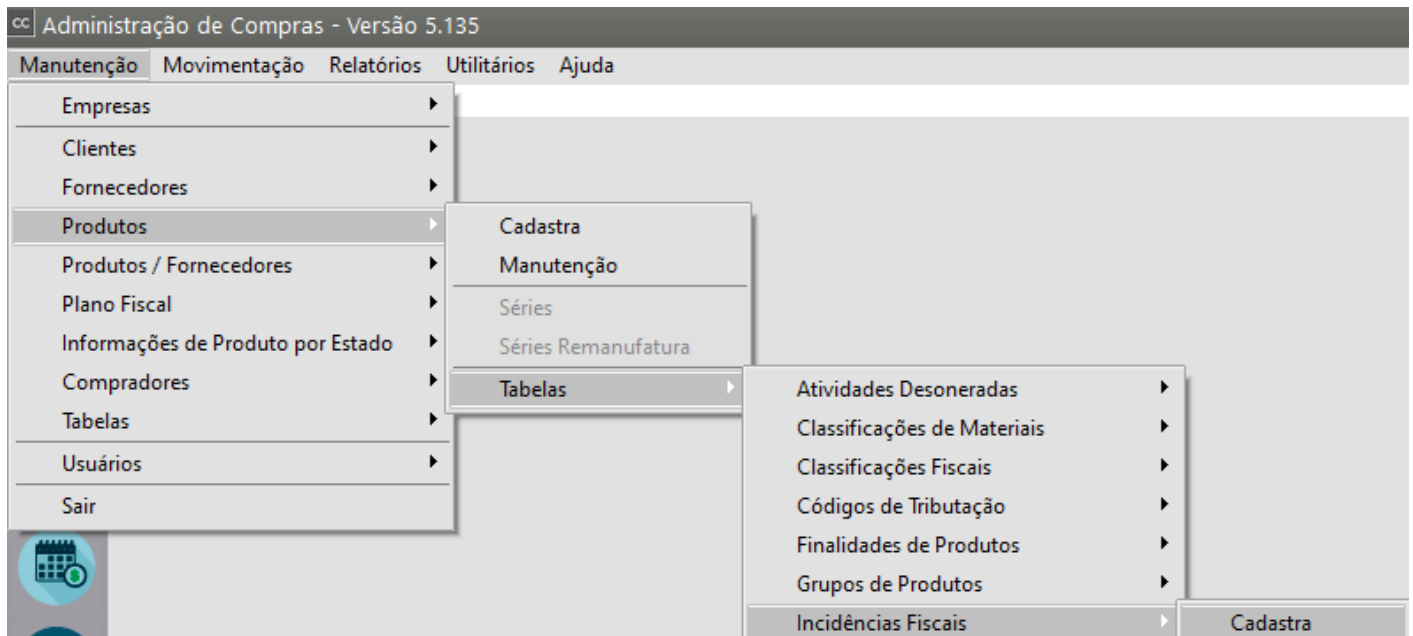 cc Administração de Compras - Versão 5.135
Manutenção Movimentação Relatórios Utilitários Ajuda
Empresas
Clientes
Fornecedores
Produtos
Produtos / Fornecedores
Plano Fiscal
Informações de Produto por Estado
Compradores
Tabelas
Usuários
Sair
Cadastra
Manutenção
Séries
Séries Remanufatura
Tabelas
Atividades Desoneradas
Classificações de Materiais
Classificações Fiscais
Códigos de Tributação
Finalidades de Produtos
Grupos de Produtos
Incidências Fiscais
Cadastra
$